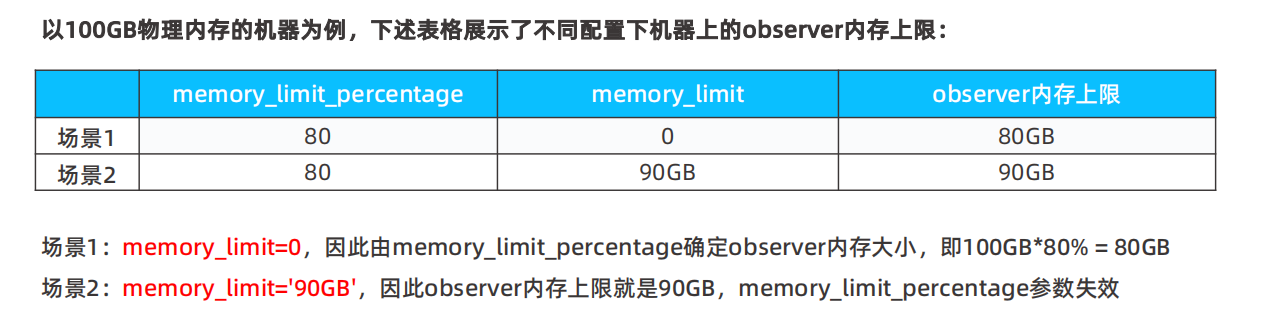 以100GB物理内存的机器为例，下述表格展示了不同配置下机器上的observer内存上限：
memory_limit_percentage memory_limit observer内存上限
场景1 80 0 80GB
场景2 80 90GB 90GB
场景1：memory_limit=0，因此由memory_limit_percentage确定observer内存大小，即100GB*80% = 80GB
场景2：memory_limit='90GB'，因此observer内存上限就是90GB，memory_limit_percentage参数失效